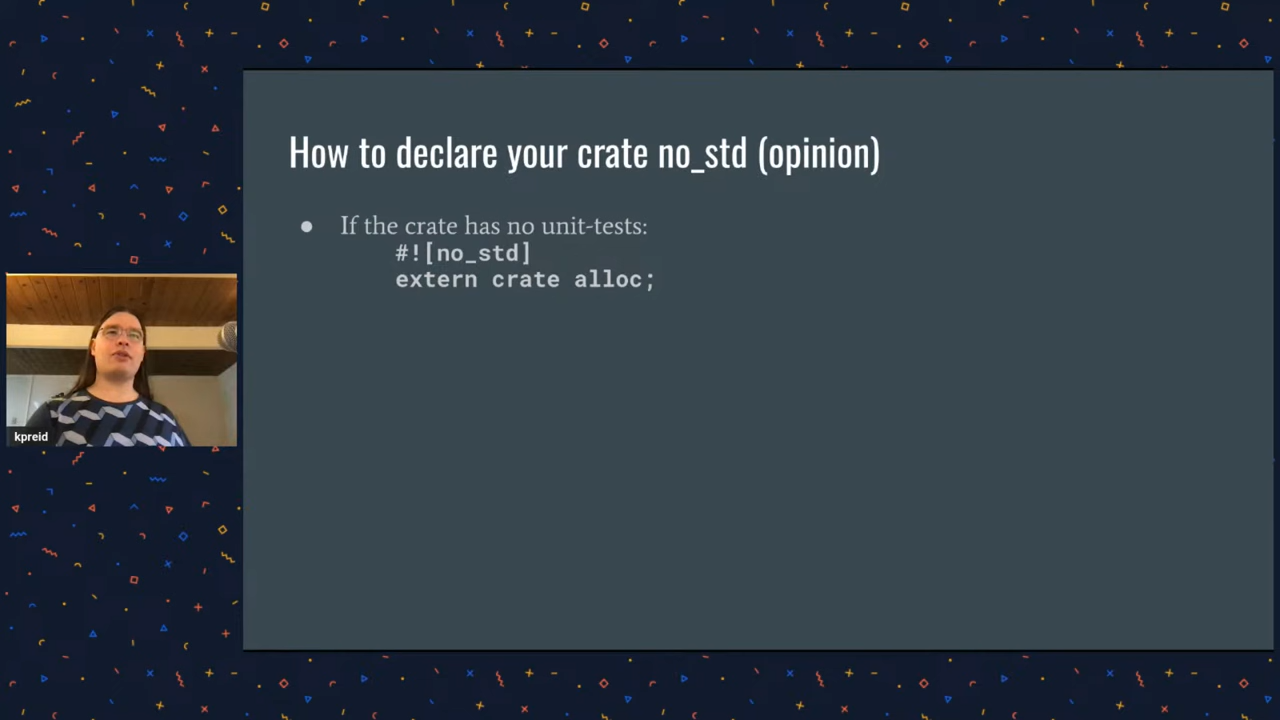 How to declare your crate no_std (opinion)
● If the crate has no unit-tests:
#![no_std]
extern crate alloc;
kpreid